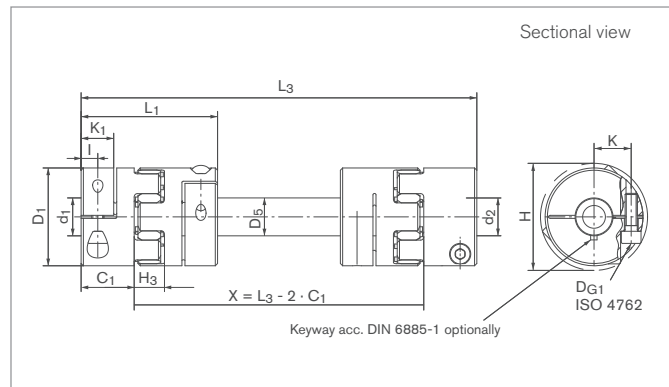 Sectional view
L3
L1
K1
I
K
D1
d1
D5
d2
H
C1
H3
X = L3 - 2 · C1
DG1
ISO 4762
Keyway acc. DIN 6885-1 optionally